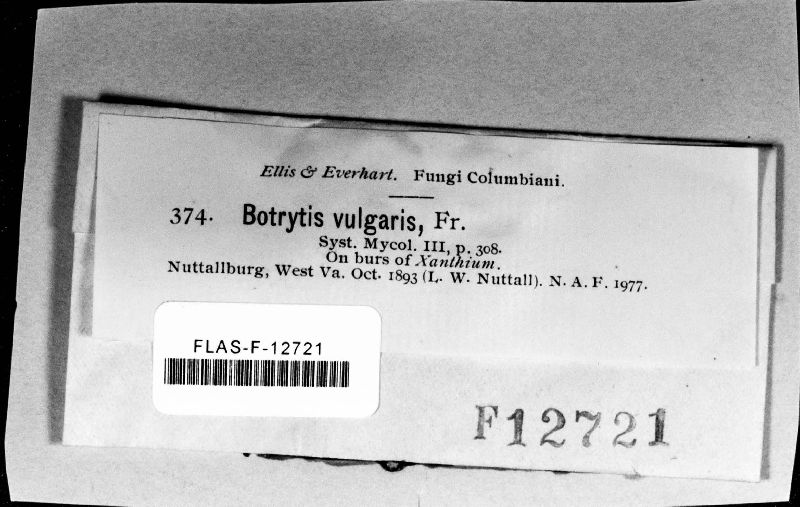 Ellis & Everhart. Fungi Columbiani.
374. Botrytis vulgaris, Fr.
Syst. Mycol. III, p. 308.
On burs of Xanthium.
Nuttallburg, West Va. Oct. 1893 (L. W. Nuttall). N. A. F. 1977.
FLAS-F-12721
F12721